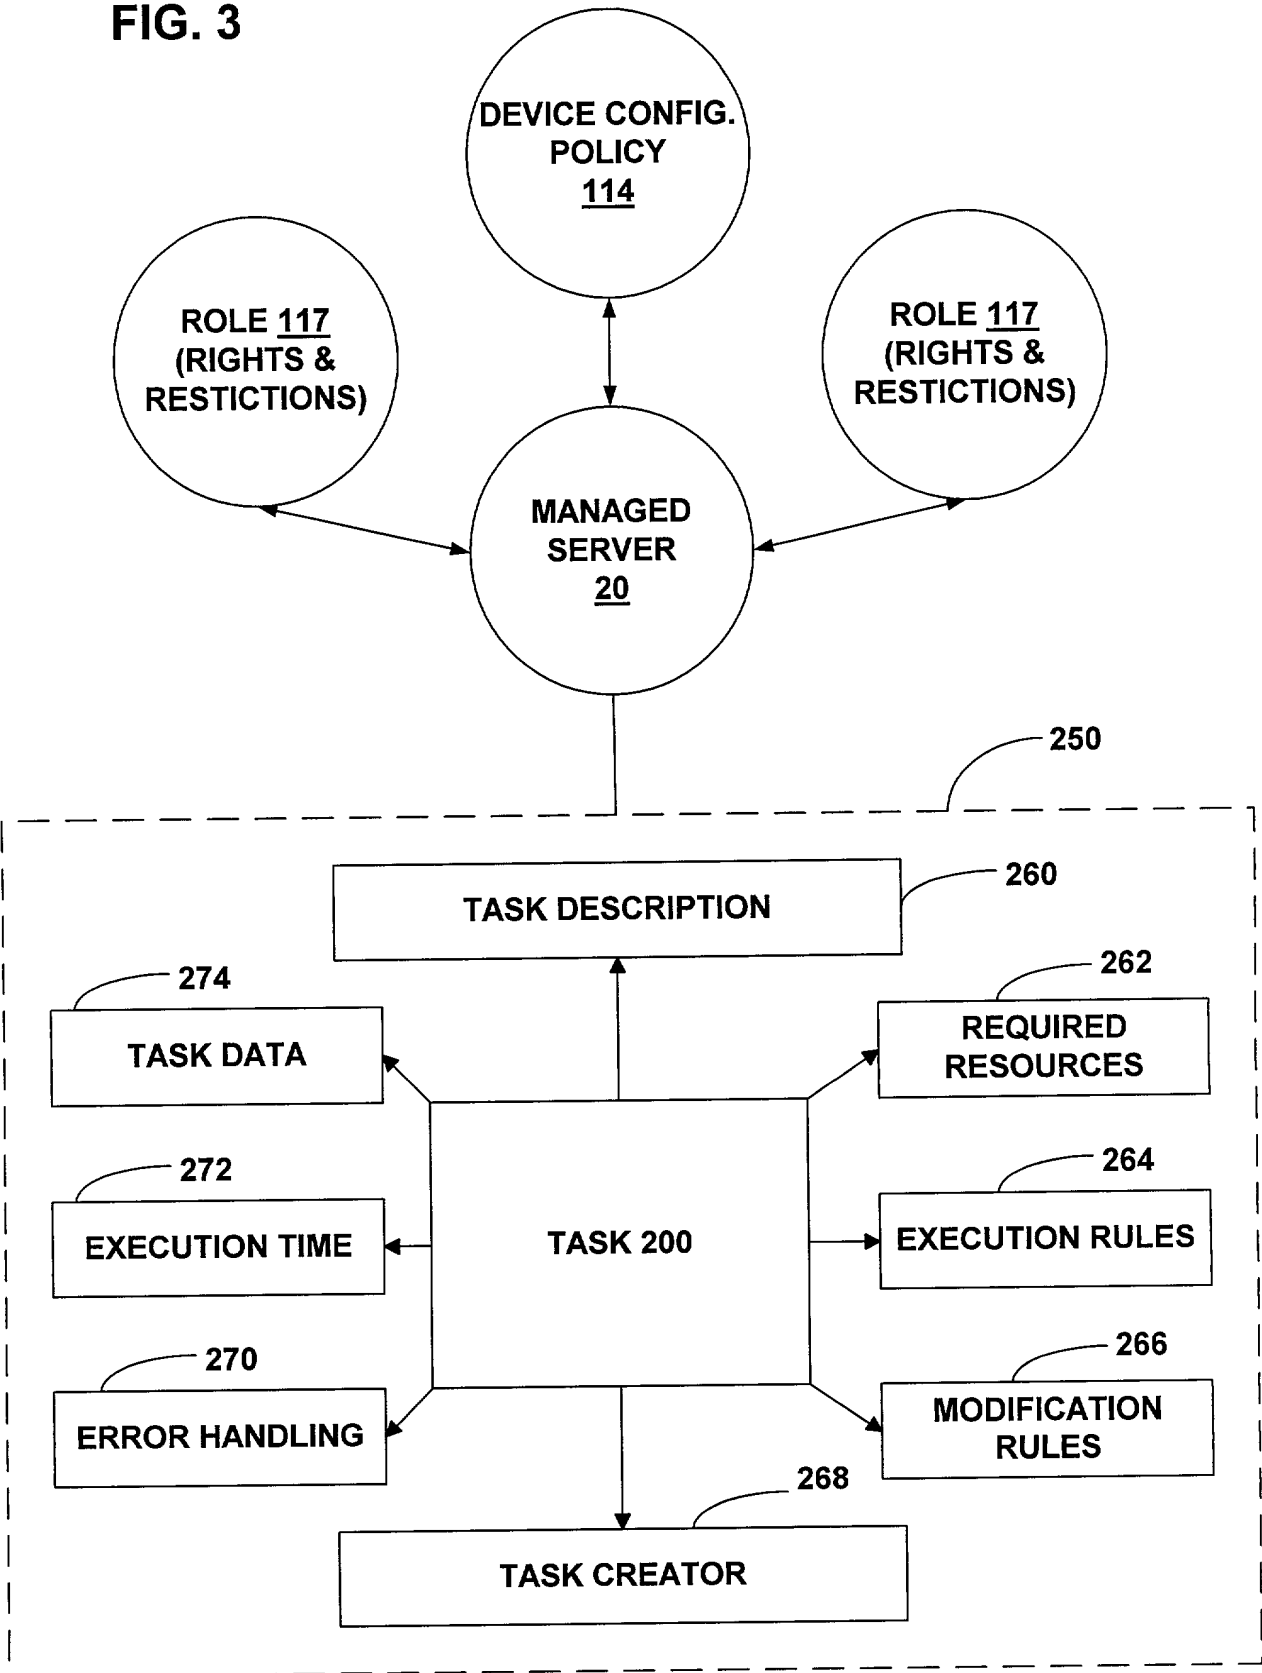 FIG. 3
DEVICE CONFIG.
POLICY
114
ROLE 117
(RIGHTS &
RESTICTIONS)
ROLE 117
(RIGHTS &
RESTICTIONS)
MANAGED
SERVER
20
250
TASK DESCRIPTION
260
274
TASK DATA
262
REQUIRED
RESOURCES
272
EXECUTION TIME
TASK 200
264
EXECUTION RULES
270
ERROR HANDLING
266
MODIFICATION
RULES
268
TASK CREATOR